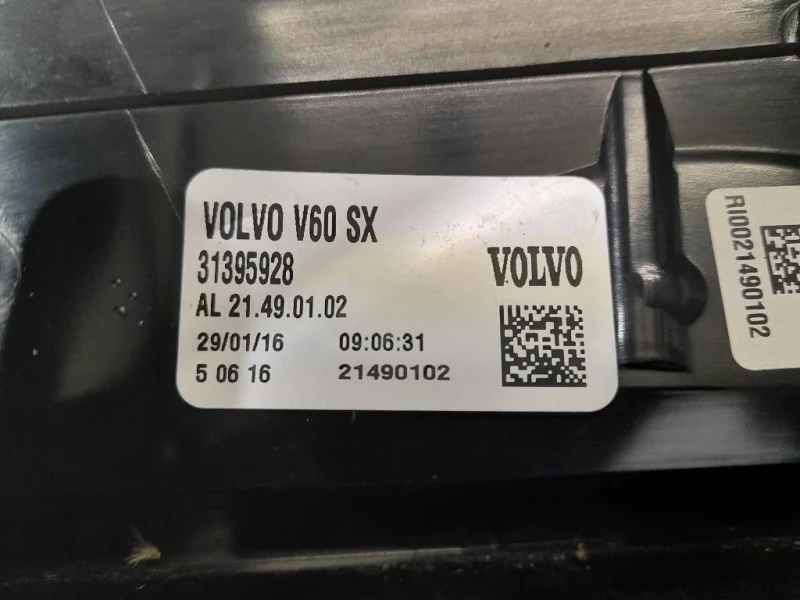 VOLVO V60 SX
31395928
VOLVO
AL 21.49.01.02
29/01/16 09:06:31
5 06 16 21490102
RI0021490102